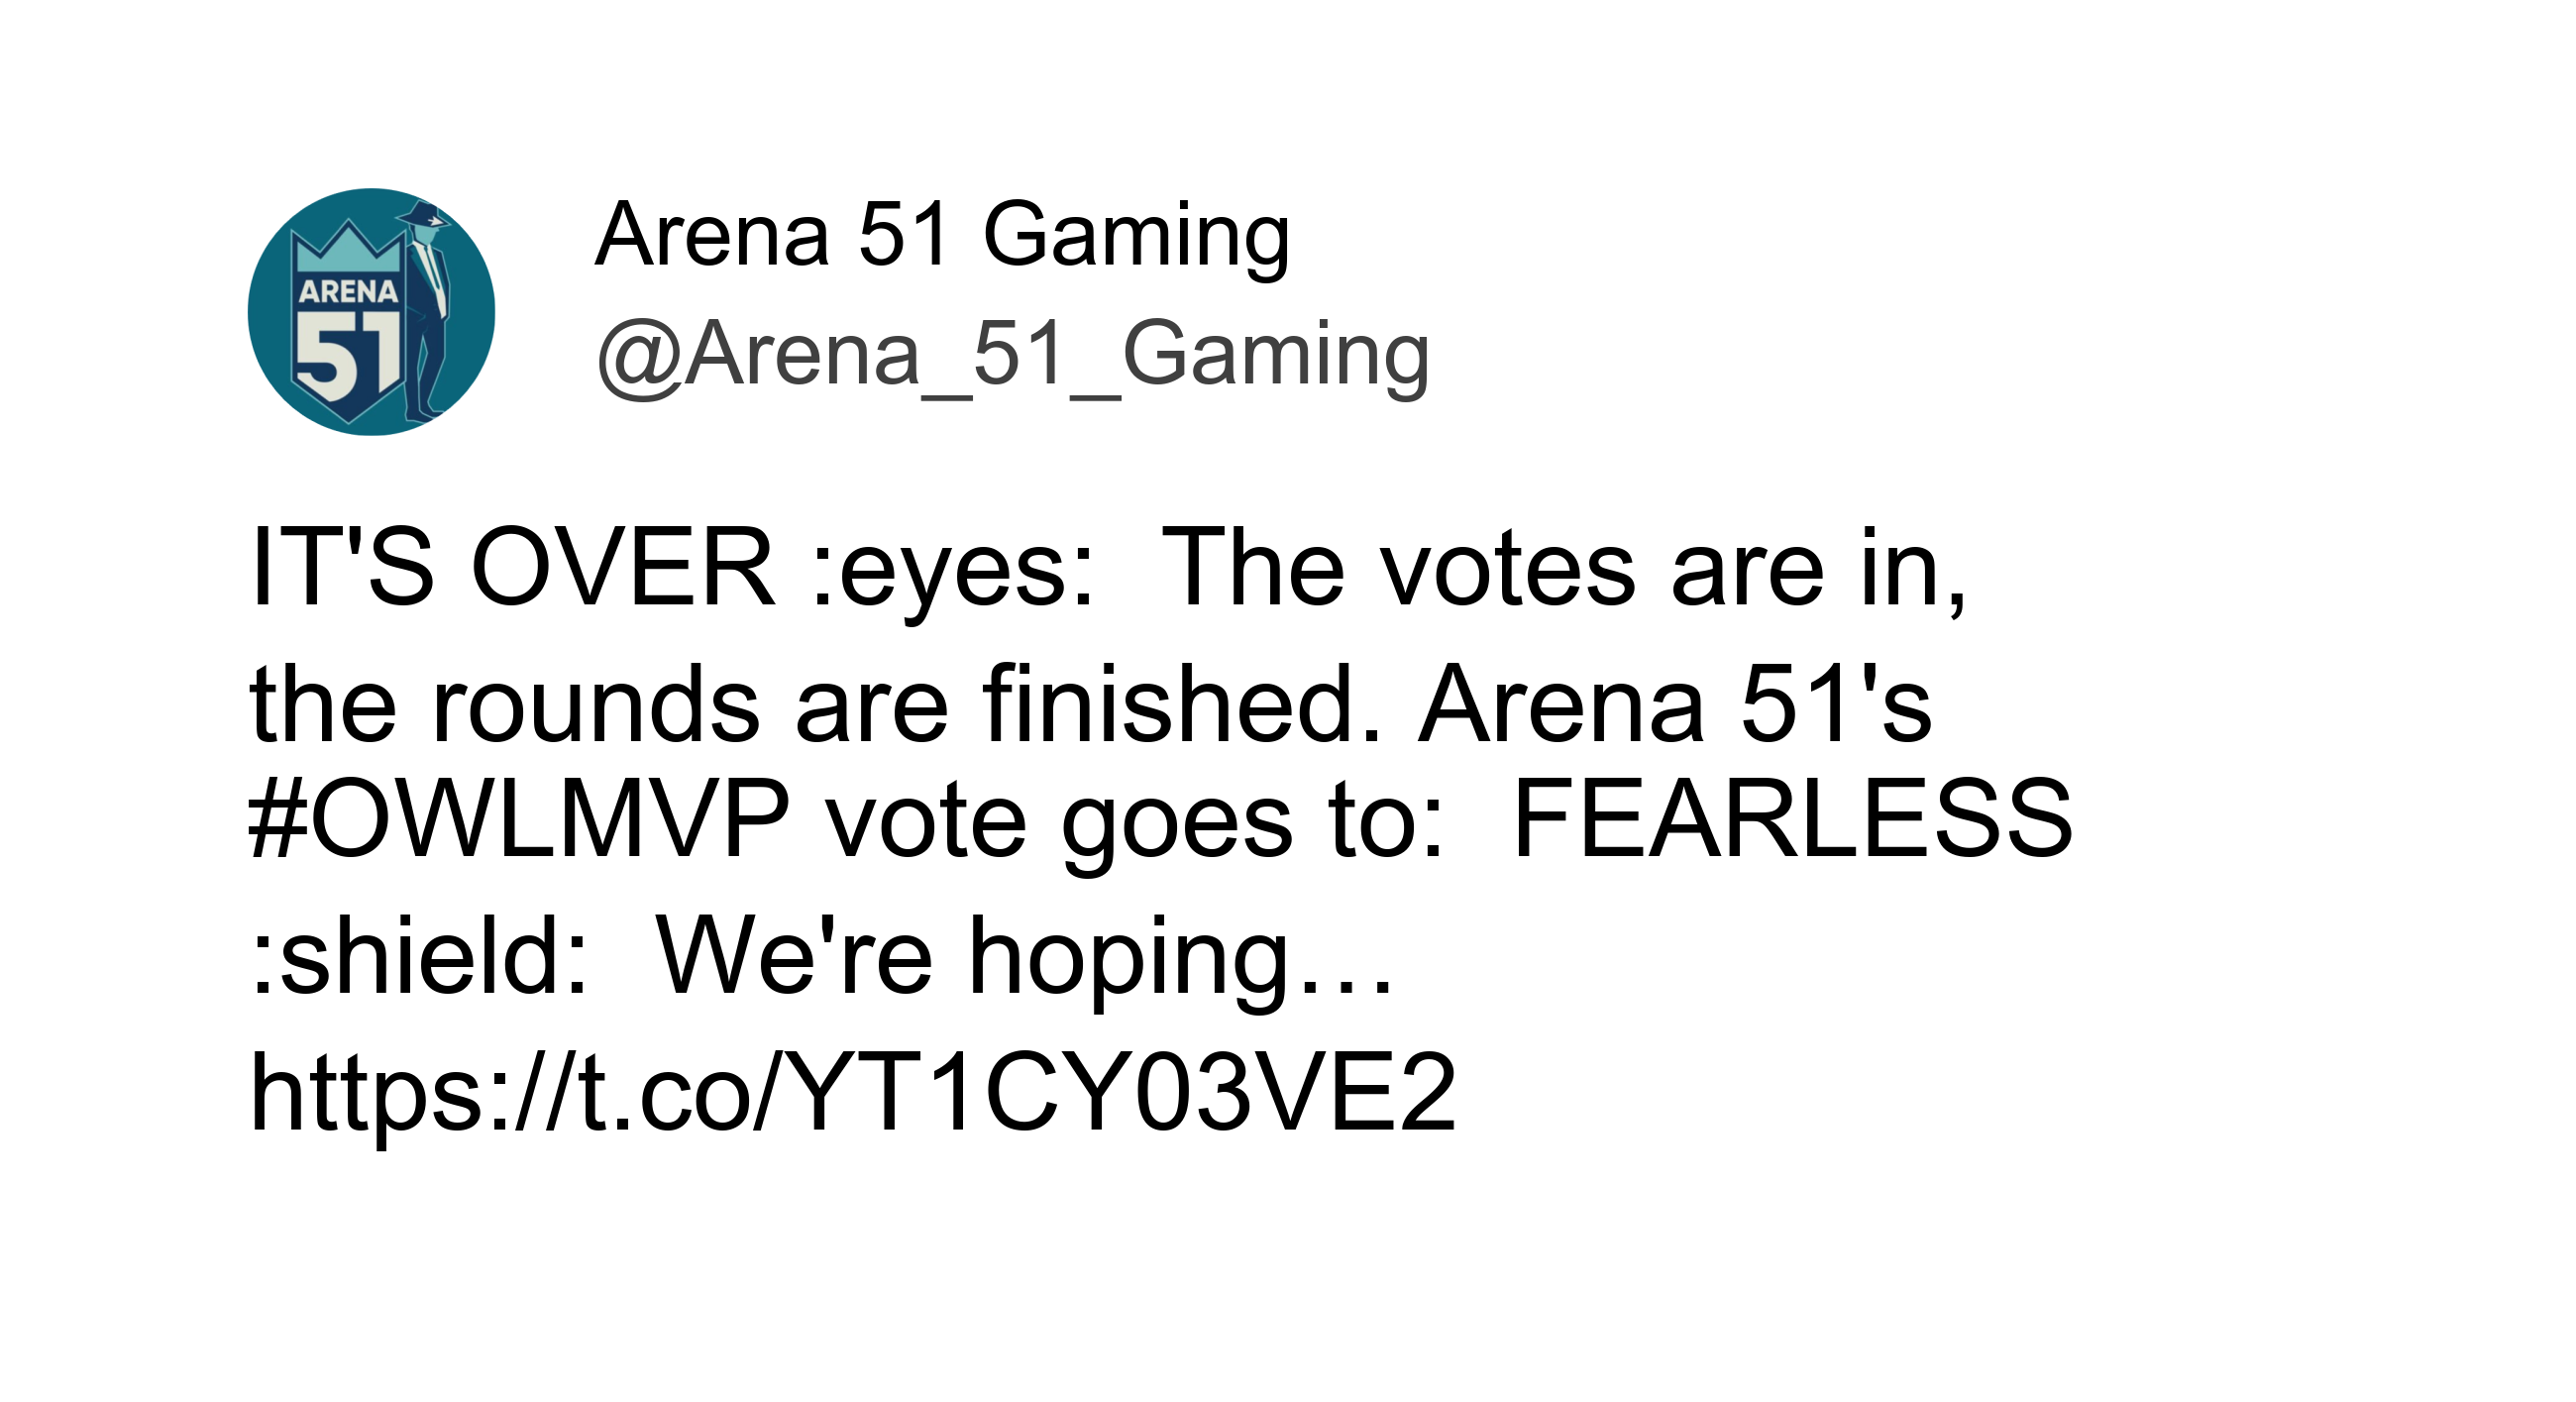 ARENA
51
Arena 51 Gaming
@Arena_51_Gaming
IT'S OVER :eyes:  The votes are in,
the rounds are finished. Arena 51's
#OWLMVP vote goes to:  FEARLESS
:shield:  We're hoping…
https://t.co/YT1CY03VE2